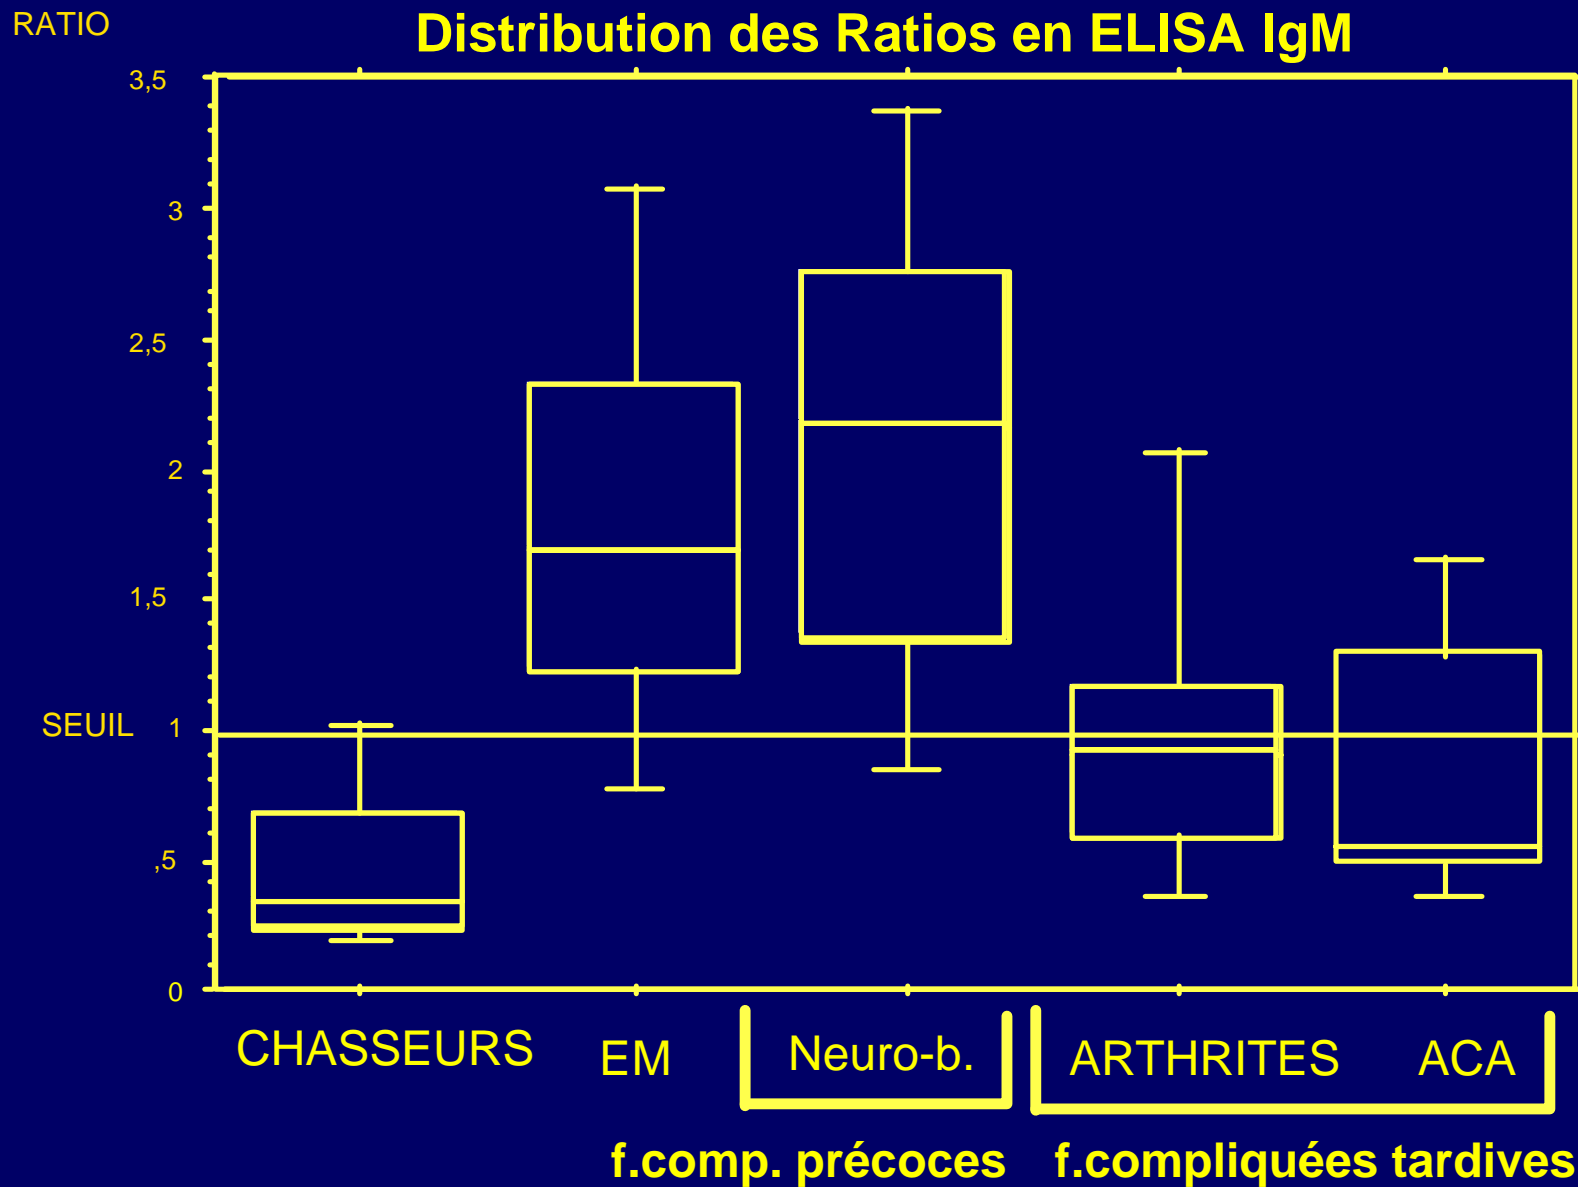 RATIO
Distribution des Ratios en ELISA IgM
3,5
3
2,5
2
1,5
SEUIL 1
,5
0
CHASSEURS EM Neuro-b. ARTHRITES ACA
f.comp. précoces f.compliquées tardives